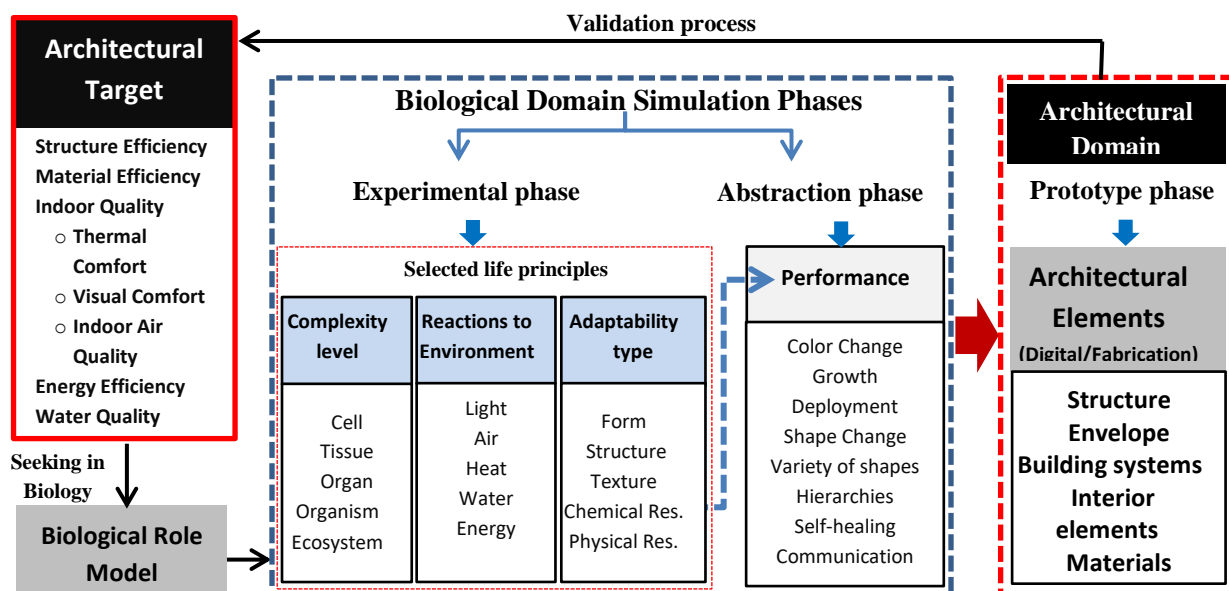 Validation process
Architectural
Target
Structure Efficiency
Material Efficiency
Indoor Quality
o Thermal
Comfort
o Visual Comfort
o Indoor Air
Quality
Energy Efficiency
Water Quality
Seeking in
Biology
Biological Role
Model
Biological Domain Simulation Phases
Experimental phase
Selected life principles
Complexity
level
Cell
Tissue
Organ
Organism
Ecosystem
Reactions to
Environment
Light
Air
Heat
Water
Energy
Adaptability
type
Form
Structure
Texture
Chemical Res.
Physical Res.
Abstraction phase
Performance
Color Change
Growth
Deployment
Shape Change
Variety of shapes
Hierarchies
Self-healing
Communication
Architectural
Domain
Prototype phase
Architectural
Elements
(Digital/Fabrication)
Structure
Envelope
Building systems
Interior
elements
Materials